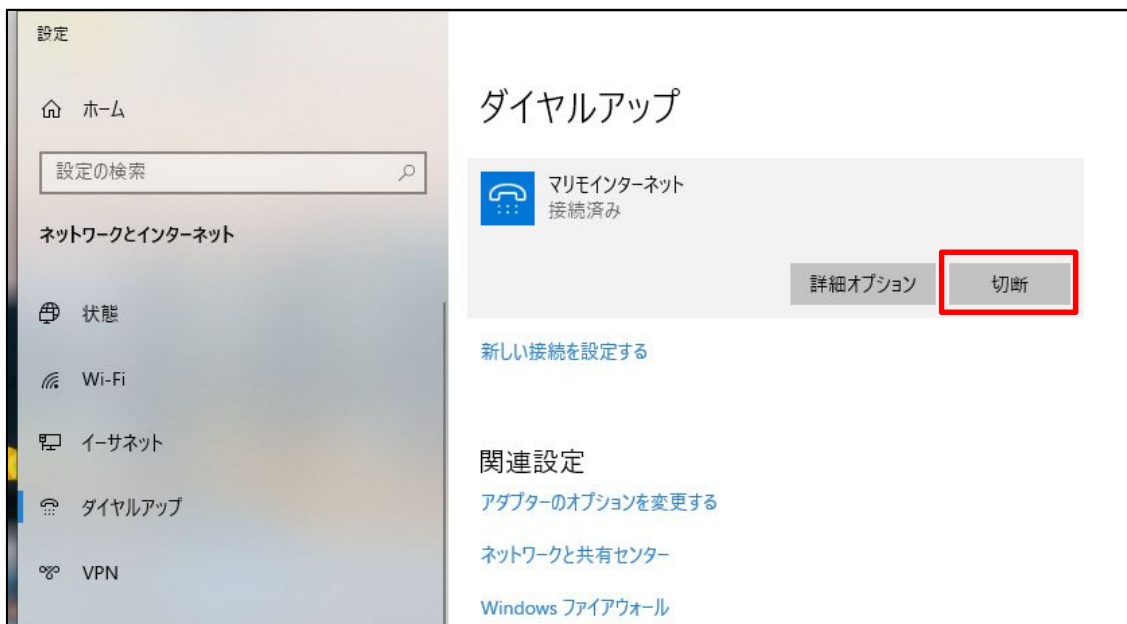 設定
ホーム
設定の検索
ネットワークとインターネット
状態
Wi-Fi
イーサネット
ダイヤルアップ
VPN
ダイヤルアップ
マリモインターネット
接続済み
詳細オプション
切断
新しい接続を設定する
関連設定
アダプターのオプションを変更する
ネットワークと共有センター
Windows ファイアウォール